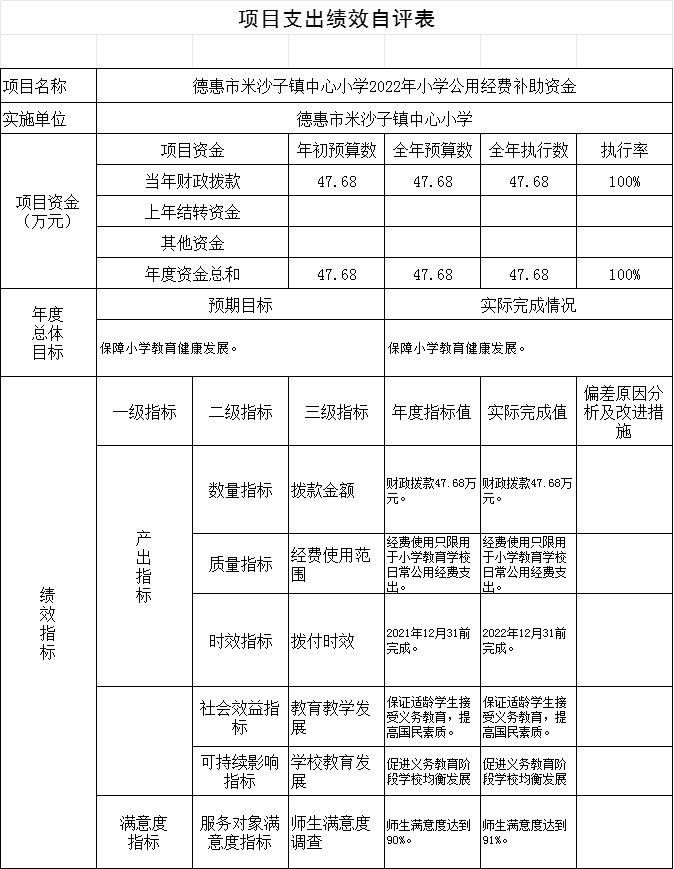 项目支出绩效自评表
项目名称 德惠市米沙子镇中心小学2022年小学公用经费补助资金
实施单位 德惠市米沙子镇中心小学
项目资金
（万元）
项目资金 年初预算数 全年预算数 全年执行数 执行率
当年财政拨款 47.68 47.68 47.68 100%
上年结转资金
其他资金
年度资金总和 47.68 47.68 47.68 100%
年度
总体
目标
预期目标 实际完成情况
保障小学教育健康发展。 保障小学教育健康发展。
绩
效
指
标
一级指标 二级指标 三级指标 年度指标值 实际完成值
偏差原因分
析及改进措
施
产
出
指
标
数量指标 拨款金额
财政拨款47.68万
元。
财政拨款47.68万
元。
质量指标
经费使用范
围
经费使用只限用
于小学教育学校
日常公用经费支
出。
经费使用只限用
于小学教育学校
日常公用经费支
出。
时效指标 拨付时效
2021年12月31前
完成。
2022年12月31前
完成。
社会效益指
标
教育教学发
展
保证适龄学生接
受义务教育，提
高国民素质。
保证适龄学生接
受义务教育，提
高国民素质。
可持续影响
指标
学校教育发
展
促进义务教育阶
段学校均衡发展
促进义务教育阶
段学校均衡发展
满意度
指标
服务对象满
意度指标
师生满意度
调查
师生满意度达到
90%。
师生满意度达到
91%。